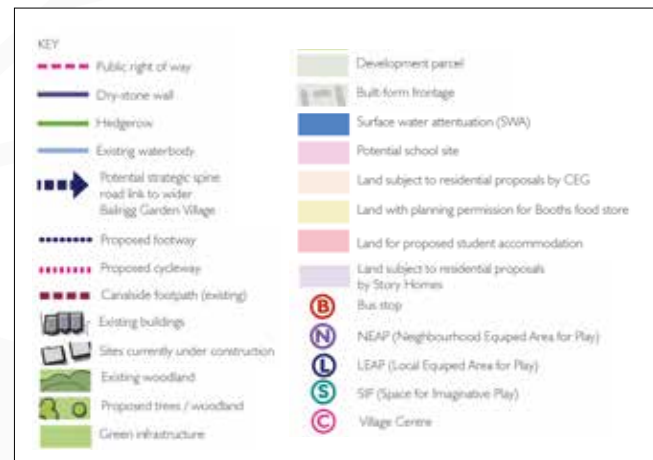 KEY
Public right of way
Dry-stone wall
Hedgerow
Existing waterbody
Potential strategic spine
road link to wider
Bailrigg Garden Village
Proposed footway
Proposed cycleway
Canalside footpath (existing)
Existing buildings
Sites currently under construction
Existing woodland
Proposed trees / woodland
Green infrastructure
Development parcel
Built-form frontage
Surface water attentuation (SWA)
Potential school site
Land subject to residential proposals by CEG
Land with planning permission for Booths food store
Land for proposed student accommodation
Land subject to residential proposals
by Story Homes
B Bus stop
N NEAP (Neighbourhood Equiped Area for Play)
L LEAP (Local Equiped Area for Play)
S SIP (Space for Imaginative Play)
C Village Centre